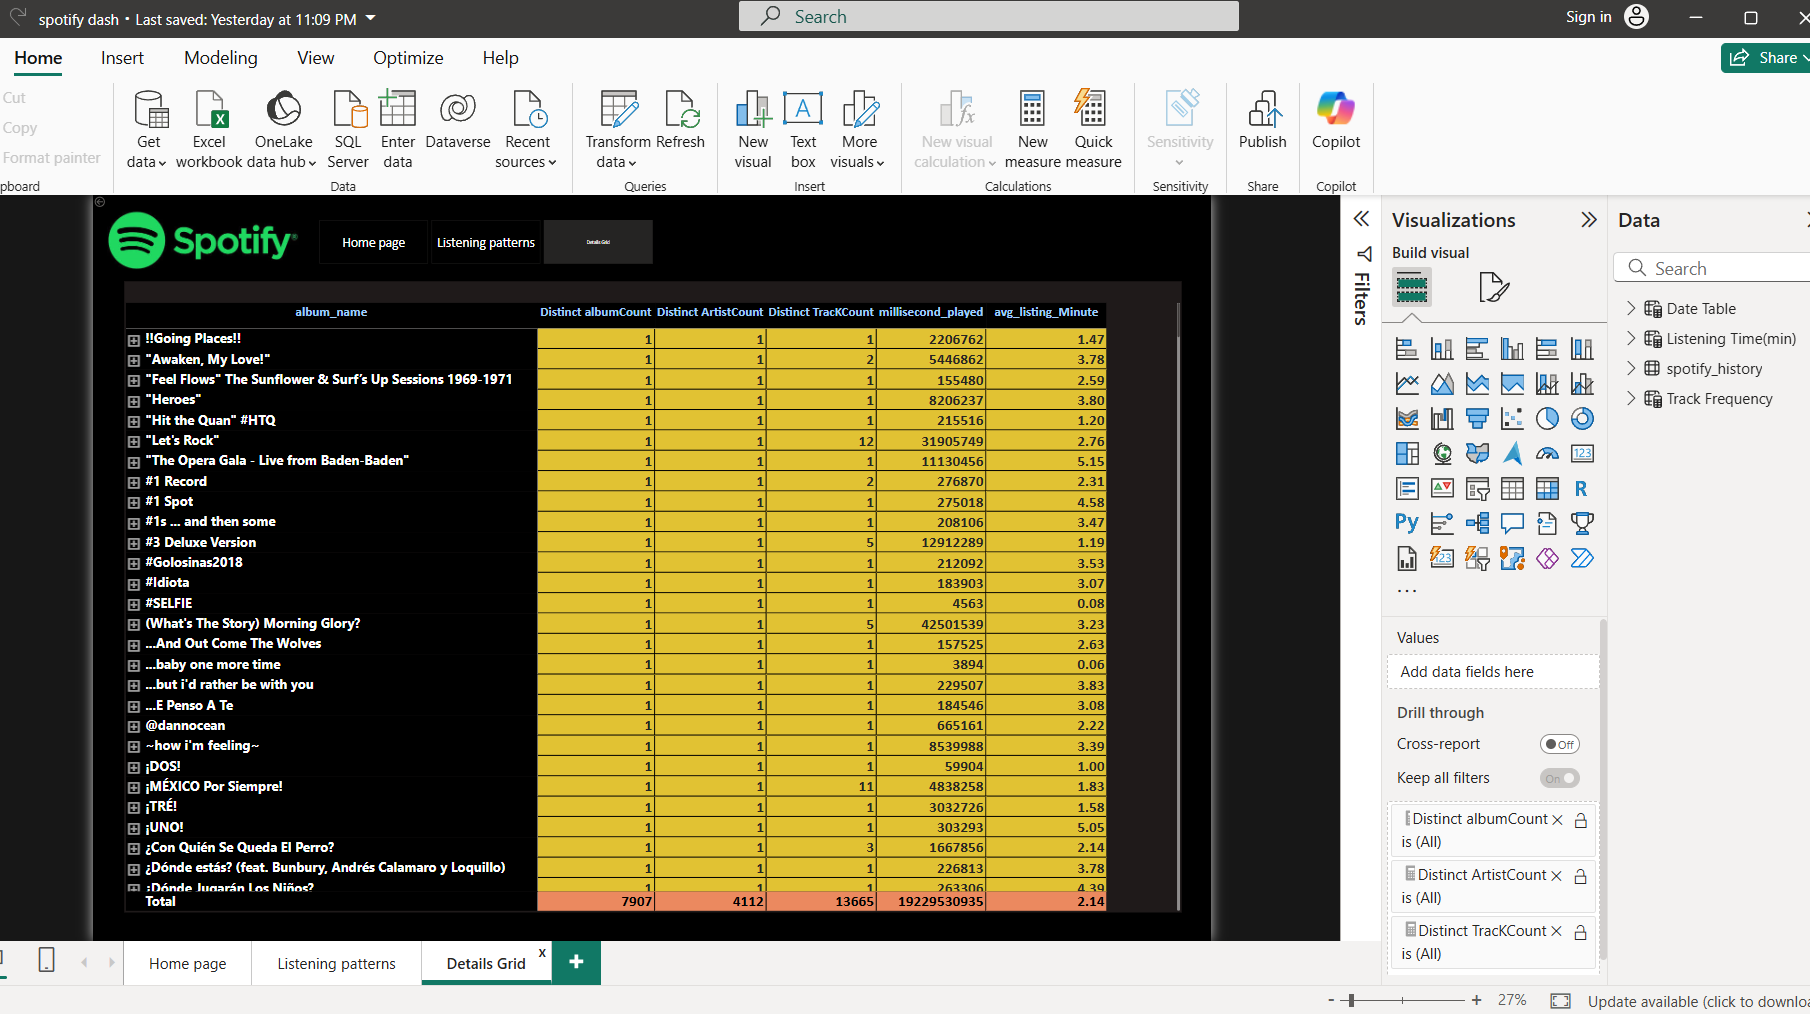 spotify dash • Last saved: Yesterday at 11:09 PM
Search
Sign in
Home Insert Modeling View Optimize Help
Share
Cut
Copy
Format painter
pboard
Get data
Excel workbook
OneLake data hub
SQL Server
Enter data
Dataverse
Recent sources
Data
Transform data
Refresh
Queries
New visual
Text box
More visuals
Insert
New visual calculation
New measure
Quick measure
Calculations
Sensitivity
Sensitivity
Publish
Share
Copilot
Copilot
Spotify
Home page
Listening patterns
Details Grid
album_name Distinct albumCount Distinct ArtistCount Distinct TracKCount millisecond_played avg_listing_Minute
!!Going Places!! 1 1 1 2206762 1.47
"Awaken, My Love!" 1 1 2 5446862 3.78
"Feel Flows" The Sunflower & Surf's Up Sessions 1969-1971 1 1 1 155480 2.59
"Heroes" 1 1 1 8206237 3.80
"Hit the Quan" #HTQ 1 1 1 215516 1.20
"Let's Rock" 1 1 12 31905749 2.76
"The Opera Gala - Live from Baden-Baden" 1 1 1 11130456 5.15
#1 Record 1 1 2 276870 2.31
#1 Spot 1 1 1 275018 4.58
#1s ... and then some 1 1 1 208106 3.47
#3 Deluxe Version 1 1 5 12912289 1.19
#Golosinas2018 1 1 1 212092 3.53
#Idiota 1 1 1 183903 3.07
#SELFIE 1 1 1 4563 0.08
(What's The Story) Morning Glory? 1 1 5 42501539 3.23
...And Out Come The Wolves 1 1 1 157525 2.63
...baby one more time 1 1 1 3894 0.06
...but i'd rather be with you 1 1 1 229507 3.83
...E Penso A Te 1 1 1 184546 3.08
@dannocean 1 1 1 665161 2.22
~how i'm feeling~ 1 1 1 8539988 3.39
¡DOS! 1 1 1 59904 1.00
¡MÉXICO Por Siempre! 1 1 11 4838258 1.83
¡TRÉ! 1 1 1 3032726 1.58
¡UNO! 1 1 1 303293 5.05
¿Con Quién Se Queda El Perro? 1 1 3 1667856 2.14
¿Dónde estás? (feat. Bunbury, Andrés Calamaro y Loquillo) 1 1 1 226813 3.78
¿Dónde Jugarán Los Niños? 1 1 1 263306 4.39
Total 7907 4112 13665 19229530935 2.14
Filters
Visualizations
Build visual
123
R
Py
123
...
Values
Add data fields here
Drill through
Cross-report Off
Keep all filters On
Distinct albumCount
is (All)
Distinct ArtistCount
is (All)
Distinct TracKCount
is (All)
Data
Search
Date Table
Listening Time(min)
spotify_history
Track Frequency
Home page
Listening patterns
Details Grid
x
+
- + 27%
Update available (click to downloa